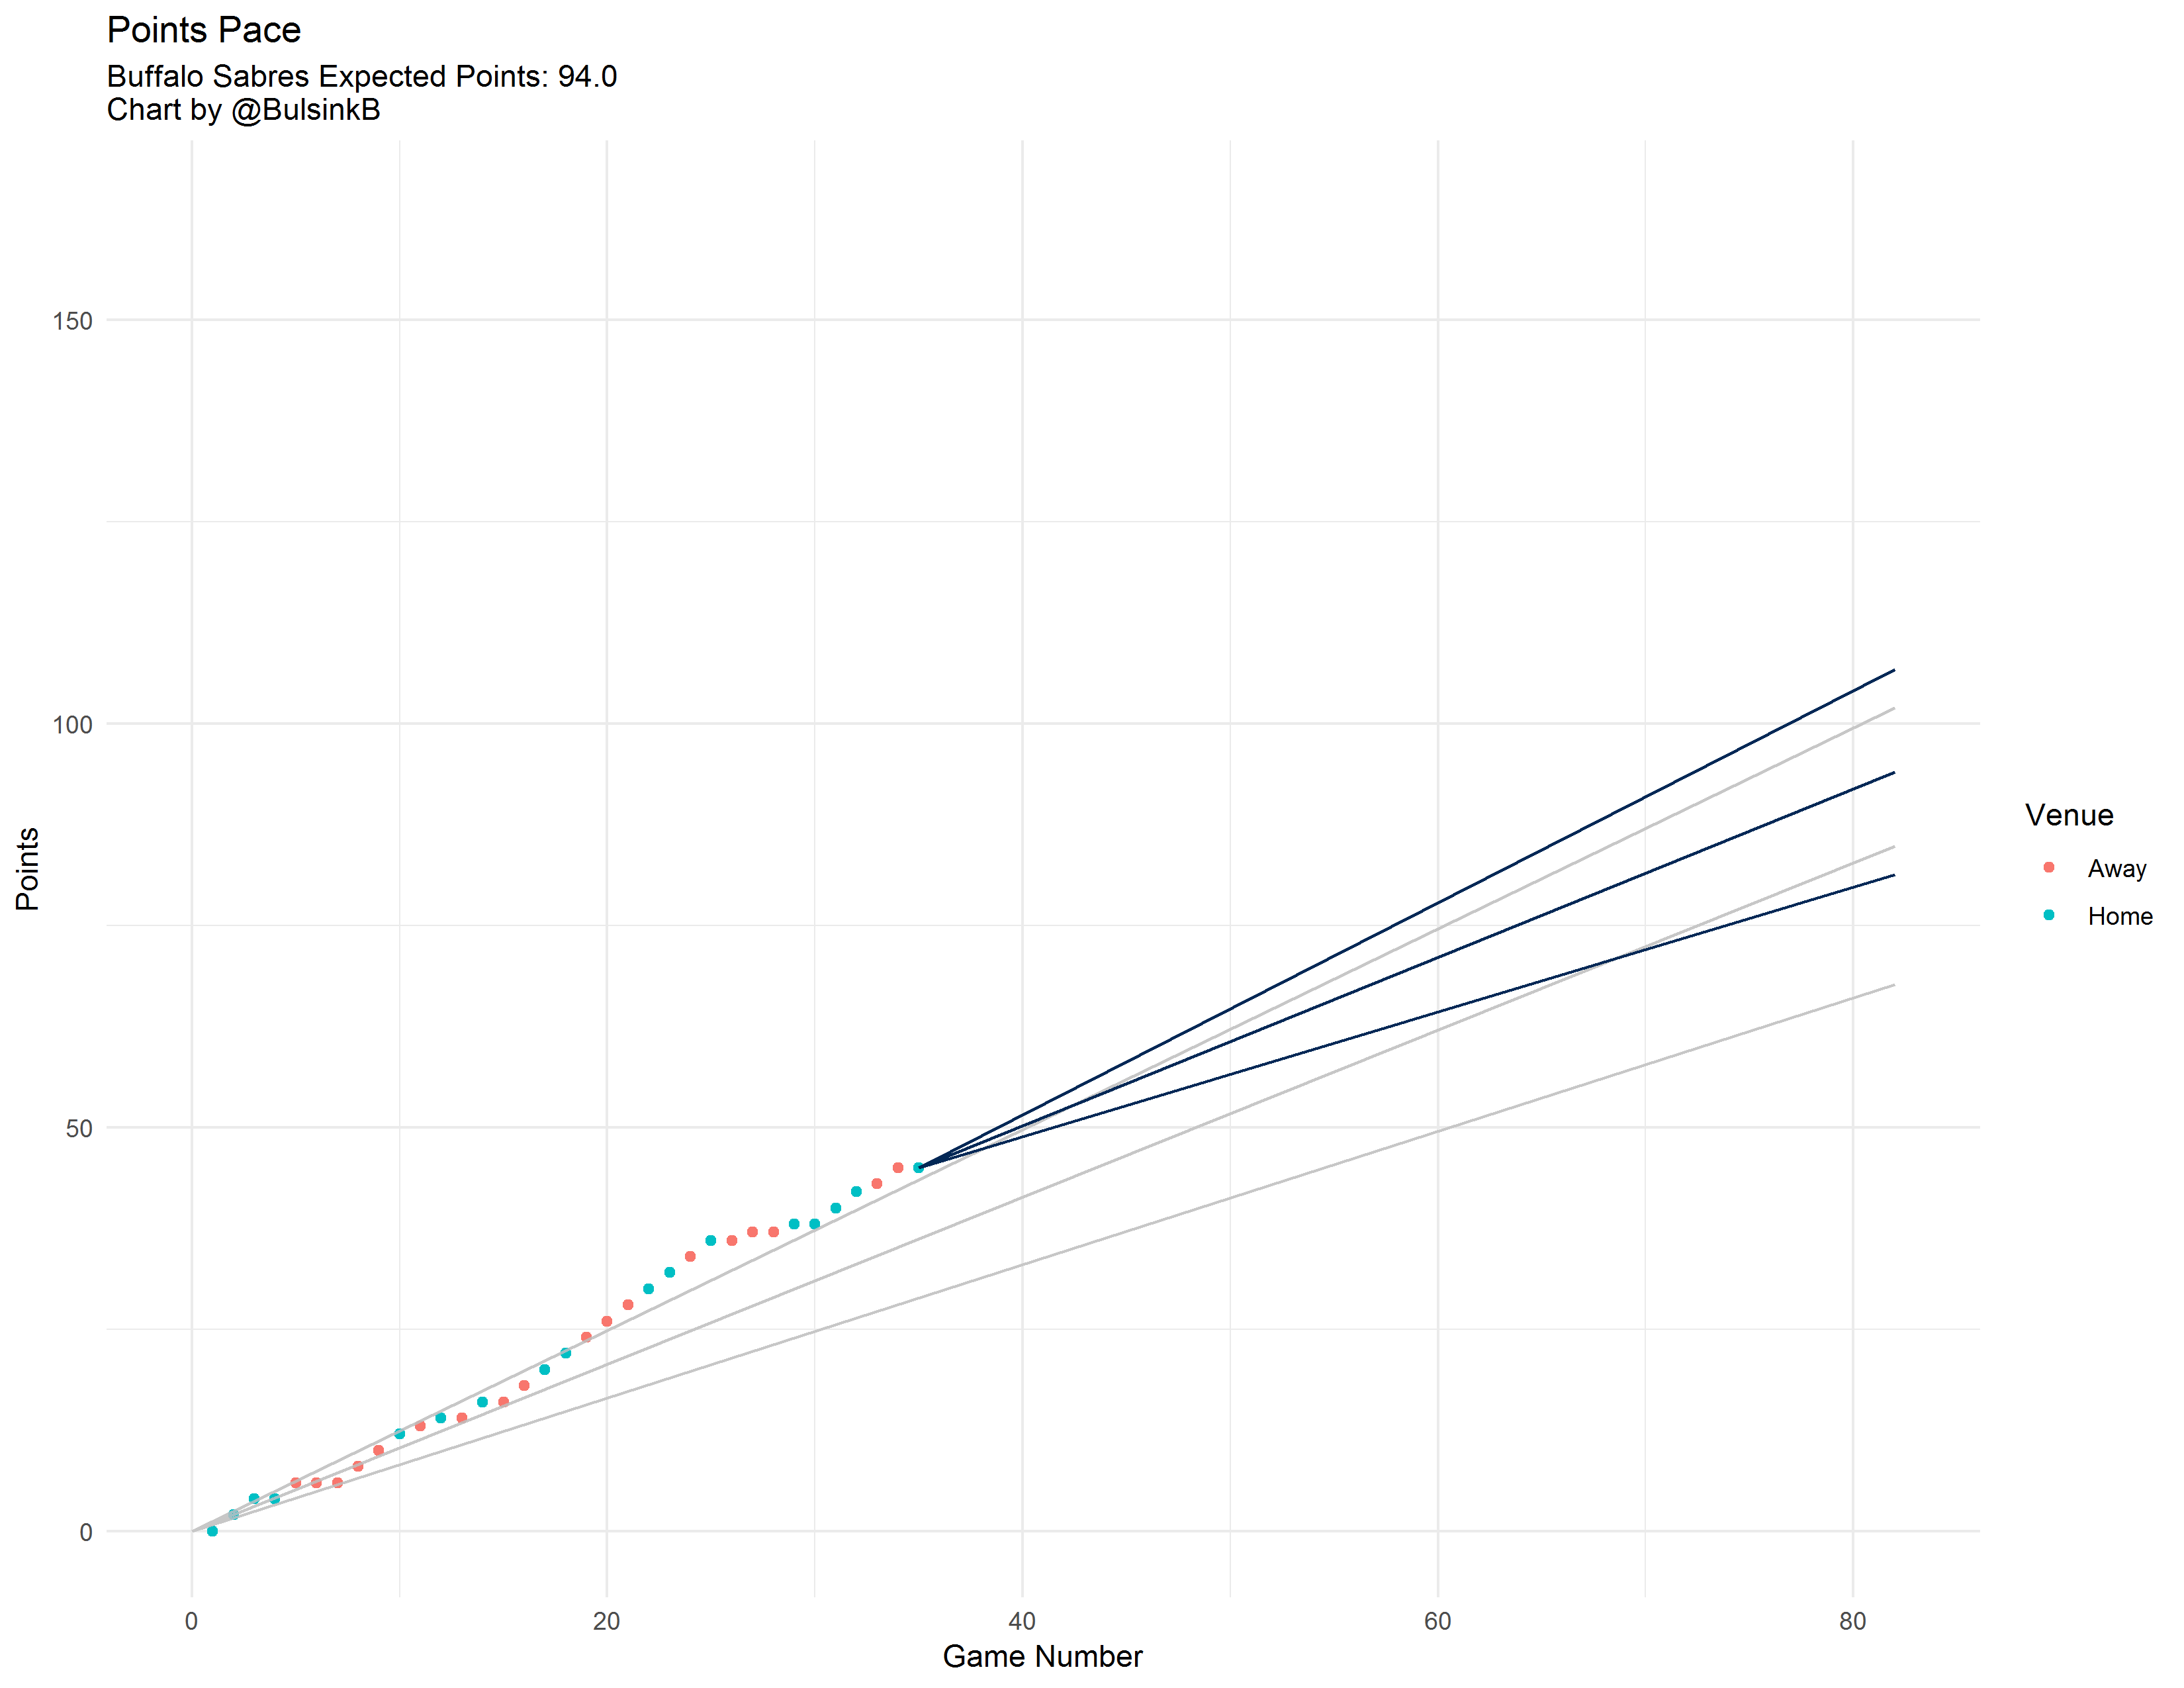 Points Pace
Buffalo Sabres Expected Points: 94.0
Chart by @BulsinkB
150
100
50
0
Points
0 20 40 60 80
Game Number
Venue
Away
Home